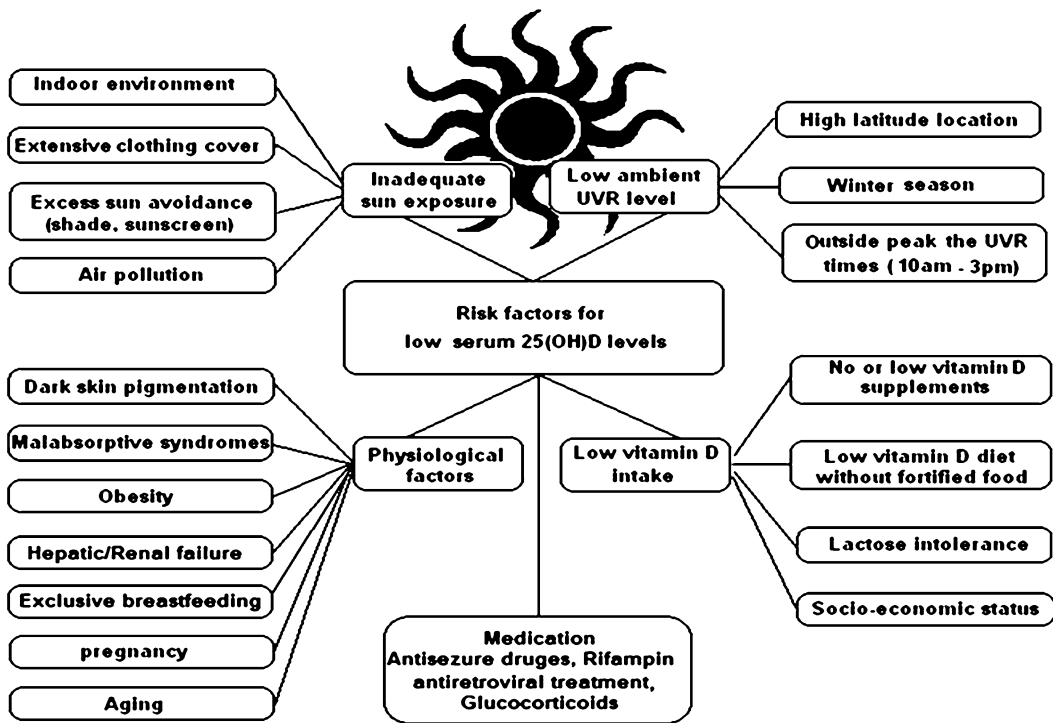 Indoor environment
Extensive clothing cover
Excess sun avoidance
(shade, sunscreen)
Air pollution
Inadequate
sun exposure
Low ambient
UVR level
High latitude location
Winter season
Outside peak the UVR
times (10am - 3pm)
Risk factors for
low serum 25(OH)D levels
Dark skin pigmentation
Malabsorptive syndromes
Obesity
Hepatic/Renal failure
Exclusive breastfeeding
pregnancy
Aging
Physiological
factors
Medication
Antisezure druges, Rifampin
antiretroviral treatment,
Glucocorticoids
Low vitamin D
intake
No or low vitamin D
supplements
Low vitamin D diet
without fortified food
Lactose intolerance
Socio-economic status